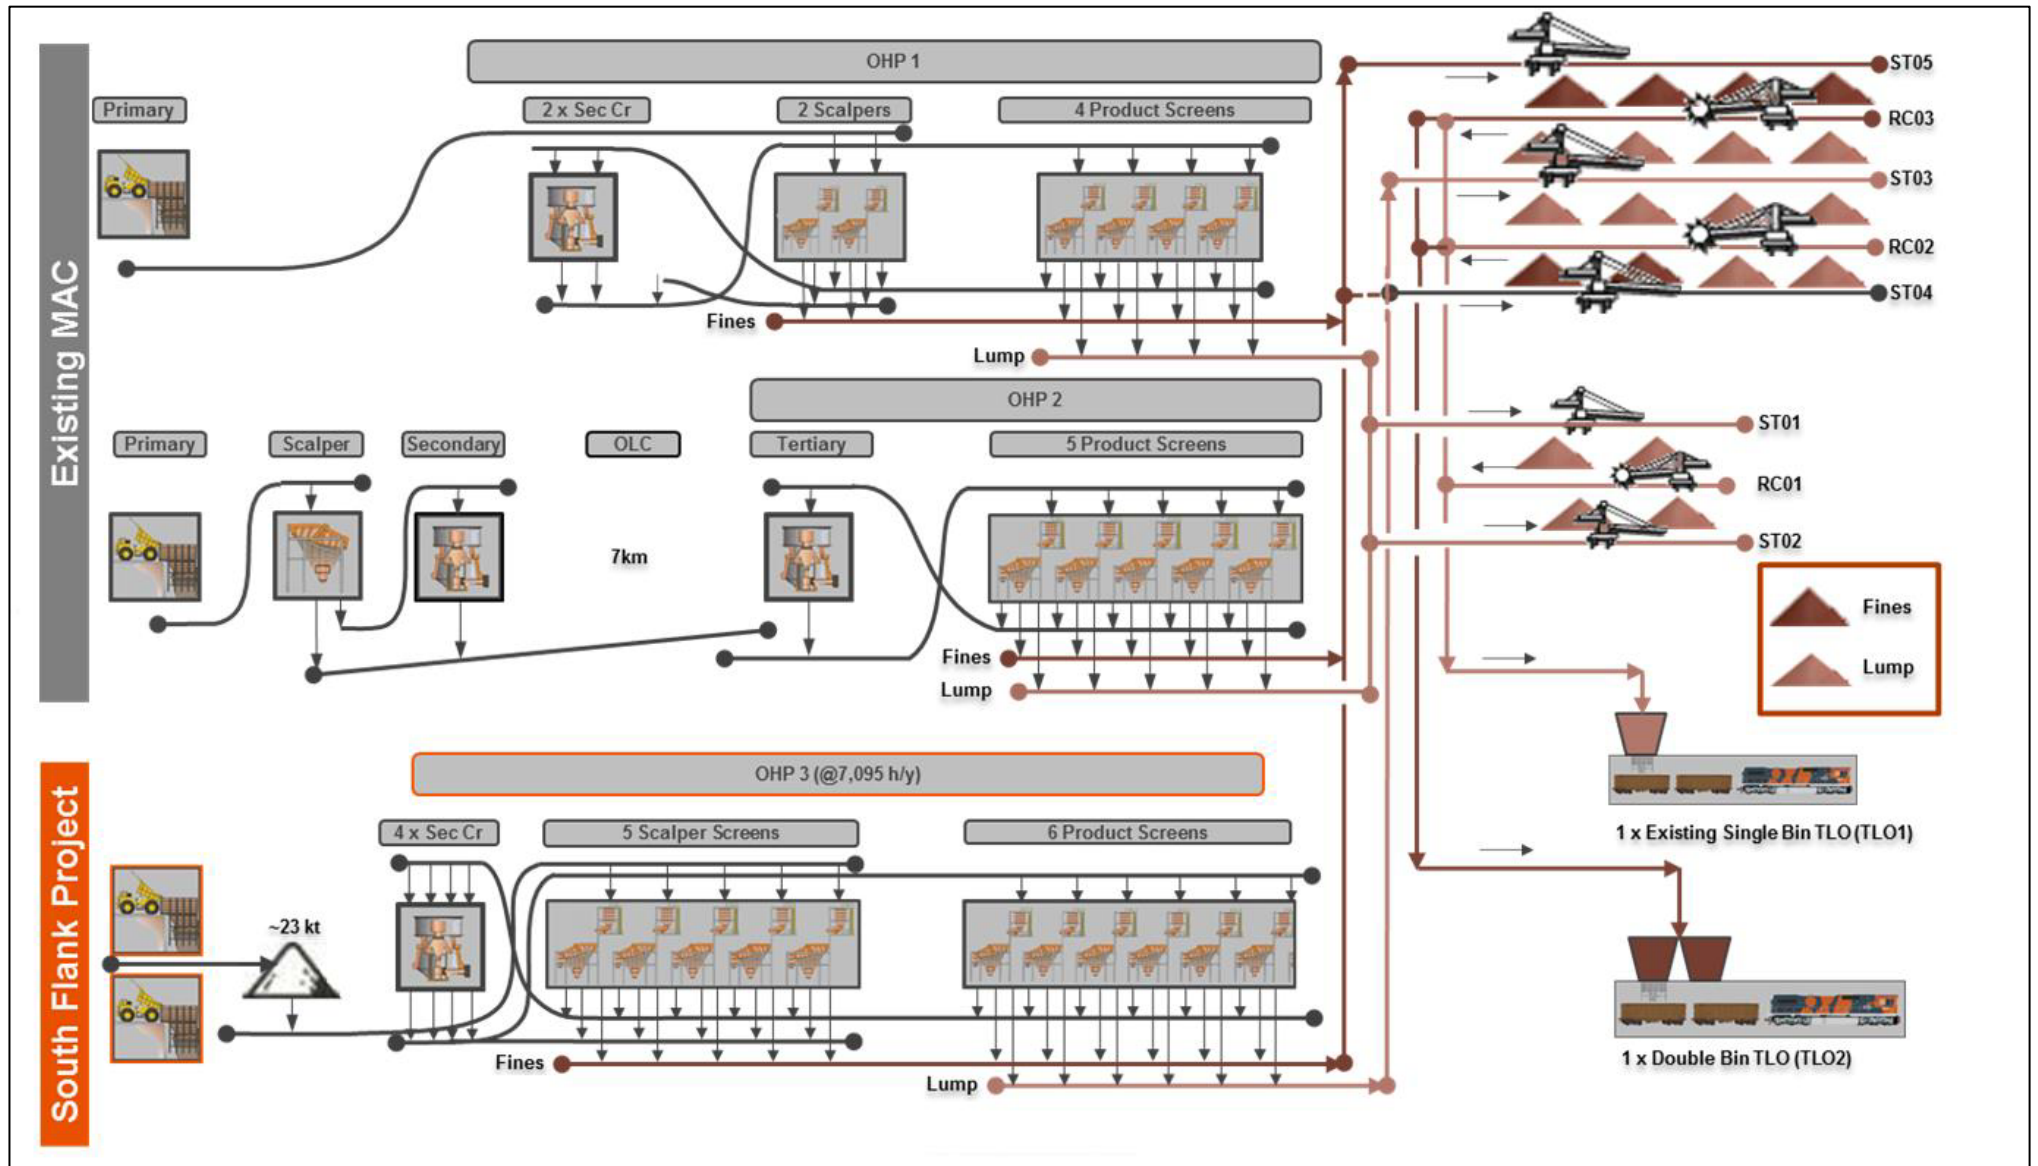 Existing MAC
OHP 1
Primary
2 x Sec Cr
2 Scalpers
4 Product Screens
Fines
Lump
OHP 2
Primary
Scalper
Secondary
OLC
Tertiary
5 Product Screens
7km
Fines
Lump
South Flank Project
OHP 3 (@7,095 h/y)
4 x Sec Cr
5 Scalper Screens
6 Product Screens
~23 kt
Fines
Lump
ST05
RC03
ST03
RC02
ST04
ST01
RC01
ST02
Fines
Lump
1 x Existing Single Bin TLO (TLO1)
1 x Double Bin TLO (TLO2)